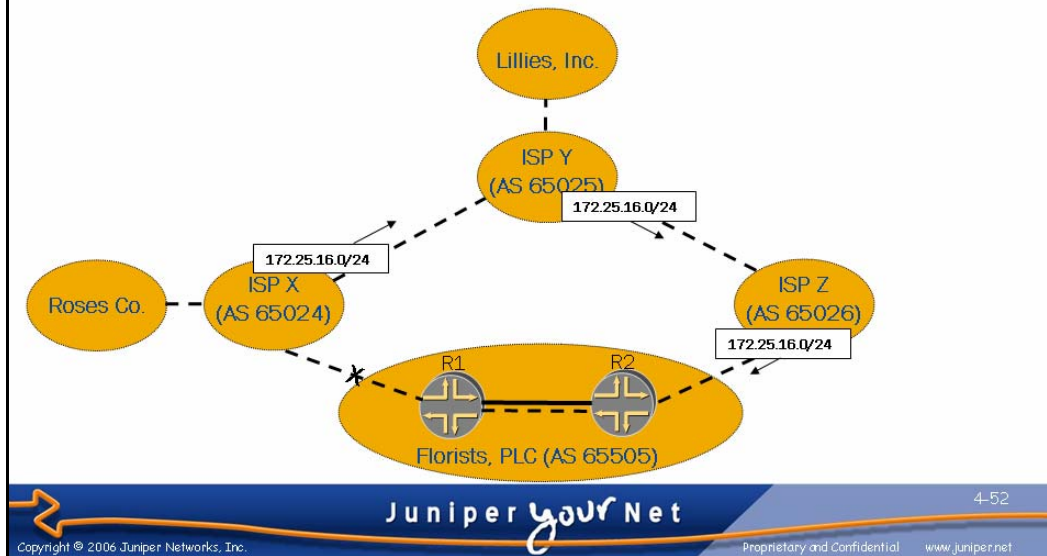 Lillies, Inc.
ISP Y
(AS 65025)
172.25.16.0/24
172.25.16.0/24
ISP X
(AS 65024)
Roses Co.
ISP Z
(AS 65026)
172.25.16.0/24
R1
R2
Florists, PLC (AS 65505)
Juniper your Net
4-52
Copyright © 2006 Juniper Networks, Inc.
Proprietary and Confidential
www.juniper.net